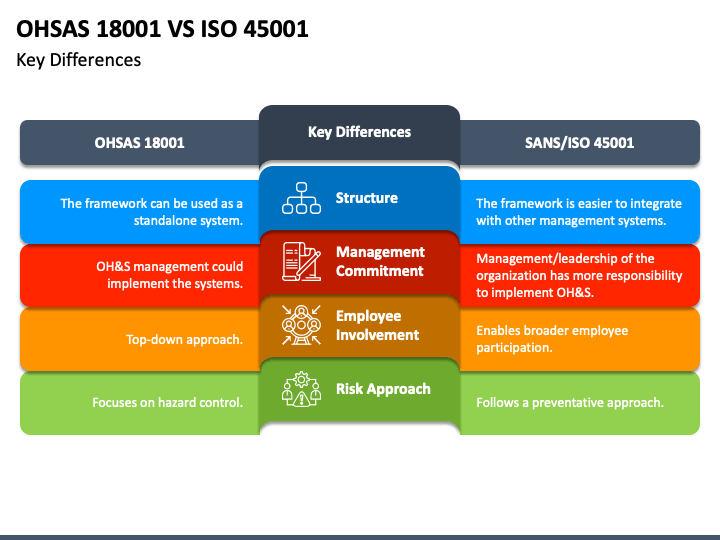 OHSAS 18001 VS ISO 45001
Key Differences
OHSAS 18001
Key Differences
SANS/ISO 45001
The framework can be used as a
standalone system.
Structure
The framework is easier to integrate
with other management systems.
OH&S management could
implement the systems.
Management
Commitment
Management/leadership of the
organization has more responsibility
to implement OH&S.
Top-down approach.
Employee
Involvement
Enables broader employee
participation.
Focuses on hazard control.
Risk Approach
Follows a preventative approach.